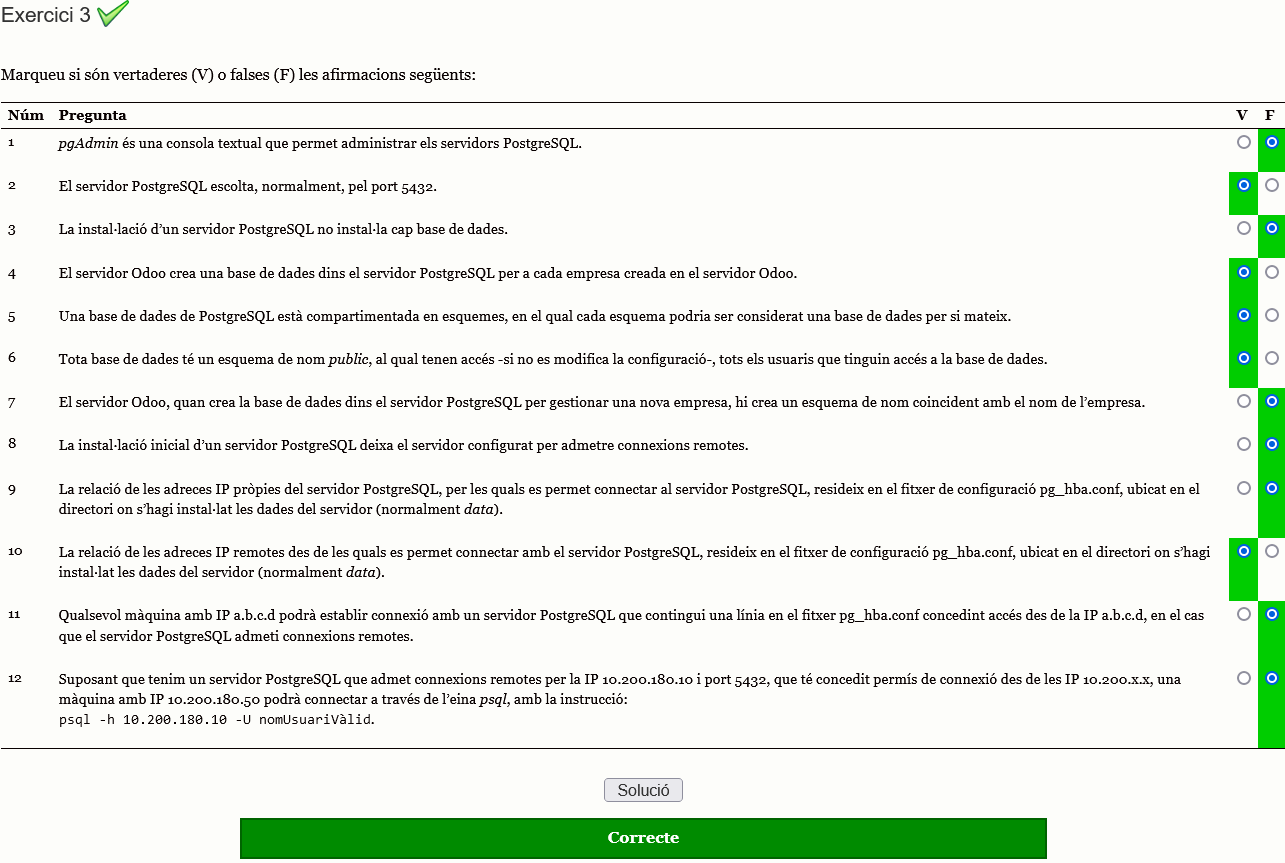 Exercici 3
Marqueu si són vertaderes (V) o falses (F) les afirmacions següents:
Núm Pregunta V F
1 pgAdmin és una consola textual que permet administrar els servidors PostgreSQL.
2 El servidor PostgreSQL escolta, normalment, pel port 5432.
3 La instal·lació d’un servidor PostgreSQL no instal·la cap base de dades.
4 El servidor Odoo crea una base de dades dins el servidor PostgreSQL per a cada empresa creada en el servidor Odoo.
5 Una base de dades de PostgreSQL està compartimentada en esquemes, en el qual cada esquema podria ser considerat una base de dades per si mateix.
6 Tota base de dades té un esquema de nom public, al qual tenen accés -si no es modifica la configuració-, tots els usuaris que tinguin accés a la base de dades.
7 El servidor Odoo, quan crea la base de dades dins el servidor PostgreSQL per gestionar una nova empresa, hi crea un esquema de nom coincident amb el nom de l’empresa.
8 La instal·lació inicial d’un servidor PostgreSQL deixa el servidor configurat per admetre connexions remotes.
9 La relació de les adreces IP pròpies del servidor PostgreSQL, per les quals es permet connectar al servidor PostgreSQL, resideix en el fitxer de configuració pg_hba.conf, ubicat en el
directori on s’hagi instal·lat les dades del servidor (normalment data).
10 La relació de les adreces IP remotes des de les quals es permet connectar amb el servidor PostgreSQL, resideix en el fitxer de configuració pg_hba.conf, ubicat en el directori on s’hagi
instal·lat les dades del servidor (normalment data).
11 Qualsevol màquina amb IP a.b.c.d podrà establir connexió amb un servidor PostgreSQL que contingui una línia en el fitxer pg_hba.conf concedint accés des de la IP a.b.c.d, en el cas
que el servidor PostgreSQL admeti connexions remotes.
12 Suposant que tenim un servidor PostgreSQL que admet connexions remotes per la IP 10.200.180.10 i port 5432, que té concedit permís de connexió des de les IP 10.200.x.x, una
màquina amb IP 10.200.180.50 podrà connectar a través de l’eina psql, amb la instrucció:
psql -h 10.200.180.10 -U nomUsuariVàlid.
Solució
Correcte